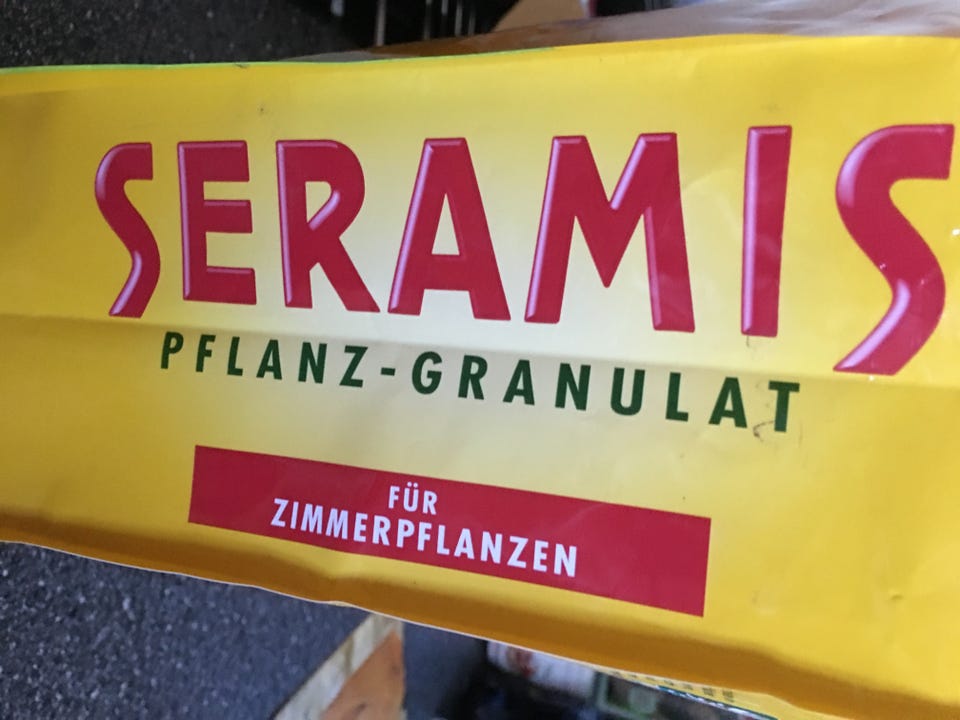 SERAMIS
PFLANZ-GRANULAT
FÜR
ZIMMERPFLANZEN